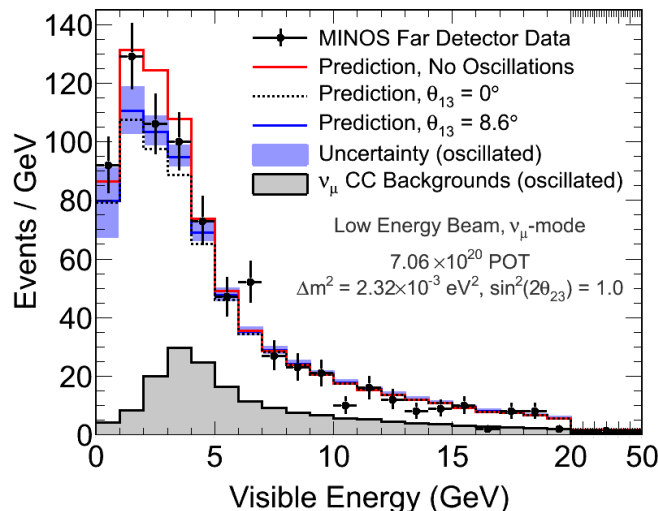 140
120
100
80
60
40
20
0
Events / GeV
MINOS Far Detector Data
Prediction, No Oscillations
Prediction, θ₁₃ = 0°
Prediction, θ₁₃ = 8.6°
Uncertainty (oscillated)
νμ CC Backgrounds (oscillated)
Low Energy Beam, νμ-mode
7.06 ×10²⁰ POT
Δm² = 2.32×10⁻³ eV², sin²(2θ₂₃) = 1.0
0 5 10 15 20 50
Visible Energy (GeV)